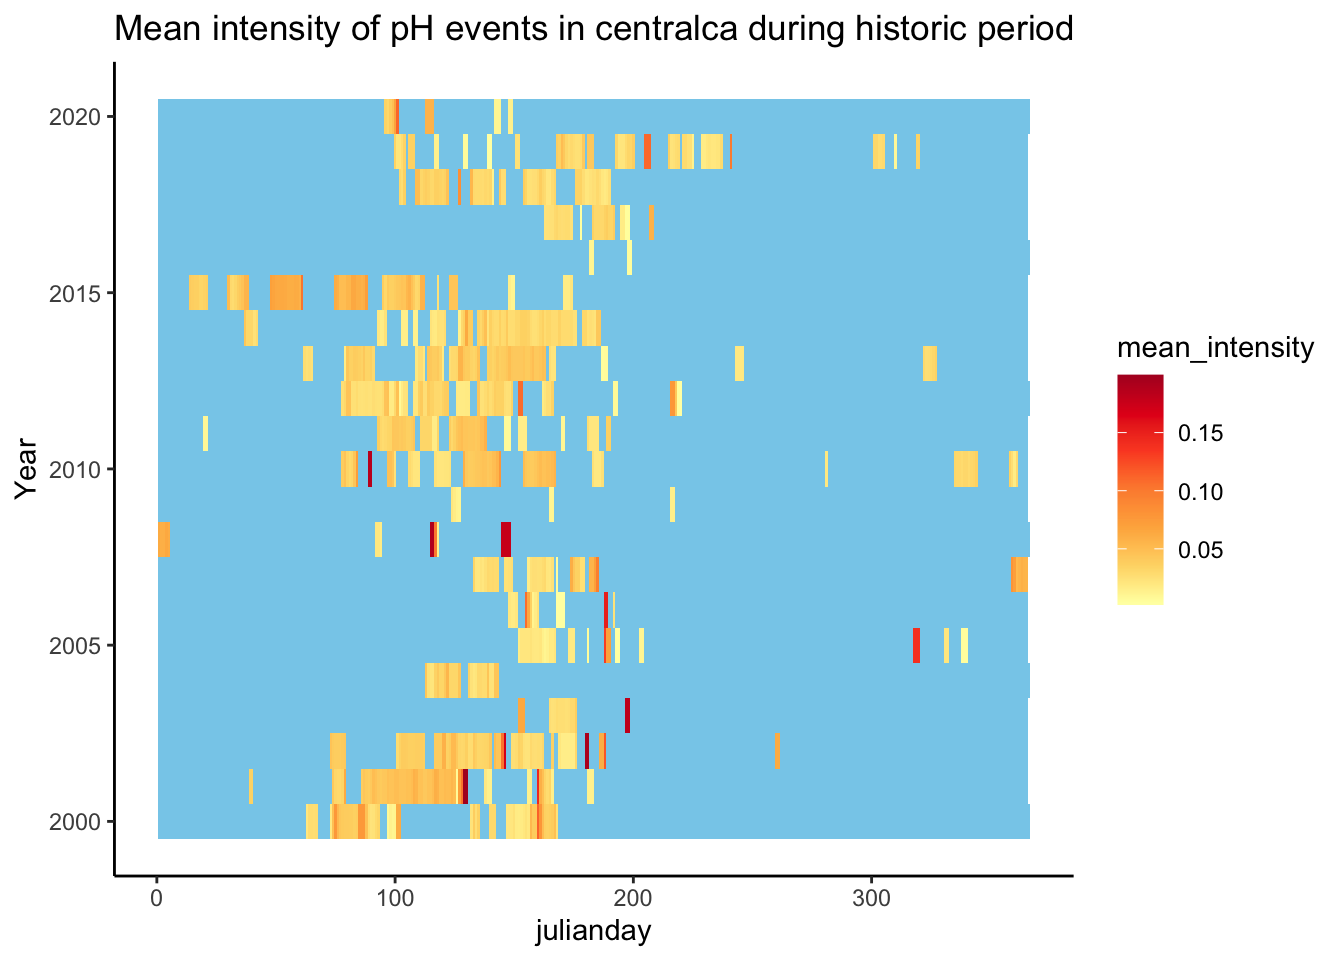 Mean intensity of pH events in centralca during historic period
2020
2015
2010
2005
2000
Year
0 100 200 300
julianday
mean_intensity
0.15
0.10
0.05